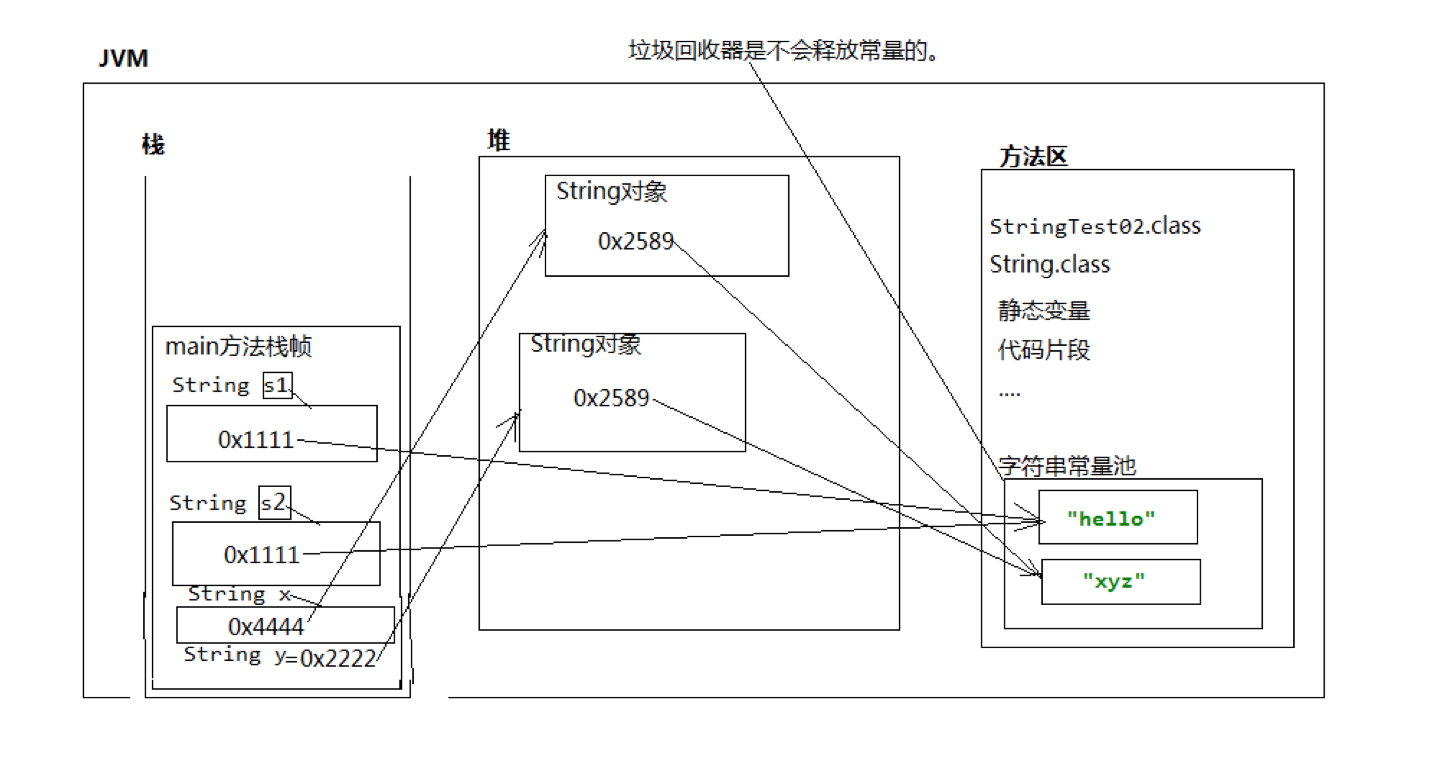 垃圾回收器是不会释放常量的。
JVM
栈
堆
方法区
String对象
0x2589
StringTest02.class
String.class
静态变量
代码片段
....
main方法栈帧
String s1
0x1111
String对象
0x2589
字符串常量池
"hello"
"xyz"
String s2
0x1111
String x
0x4444
String y=0x2222